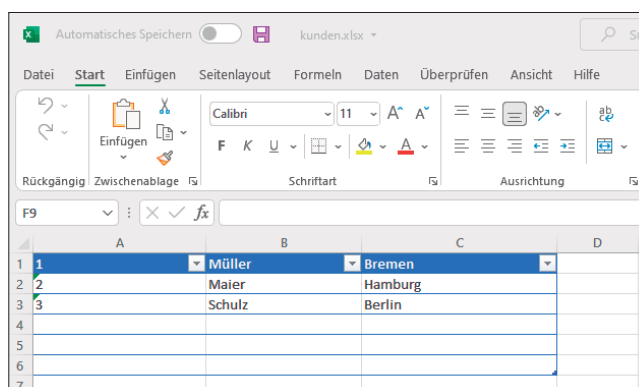 Automatisches Speichern kunden.xlsx
Datei Start Einfügen Seitenlayout Formeln Daten Überprüfen Ansicht Hilfe
Calibri 11 A A
Einfügen F K U A
Rückgängig Zwischenablage Schriftart Ausrichtung
F9 fx
A B C D
1 1 Müller Bremen
2 2 Maier Hamburg
3 3 Schulz Berlin
4
5
6
7